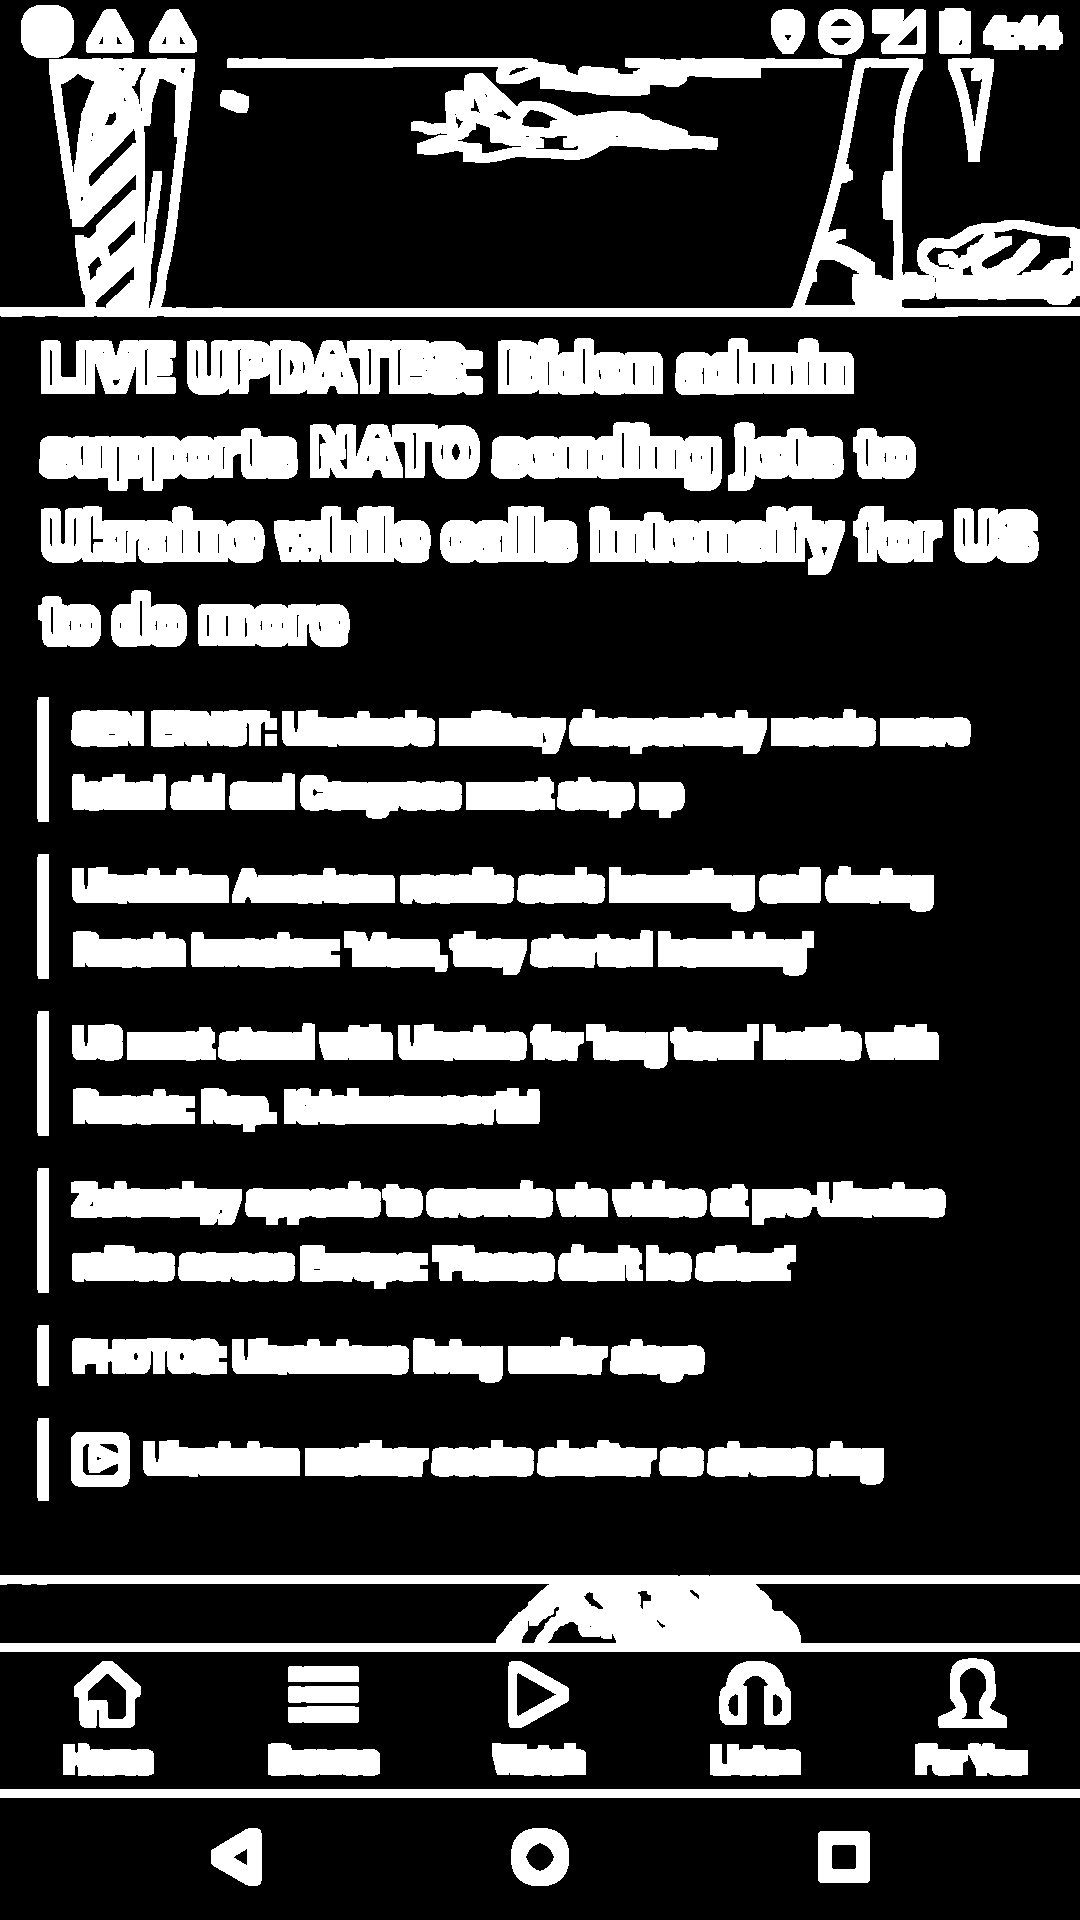 4:44
LIVE UPDATES: Biden admin
supports NATO sending jets to
Ukraine while calls intensify for US
to do more
SEN ERNST: Ukraine's military desperately needs more
lethal aid and Congress must step up
Ukrainian American recalls son's haunting call during
Russia invasion: 'Mom, they started bombing'
US must stand with Ukraine for 'long term' battle with
Russia: Rep. Krishnamoorthi
Zelenskyy appeals to crowds via video at pro-Ukraine
rallies across Europe: 'Please don't be silent'
PHOTOS: Ukrainians living under siege
Ukrainian mother seeks shelter as sirens ring
Home Browse Watch Listen For You